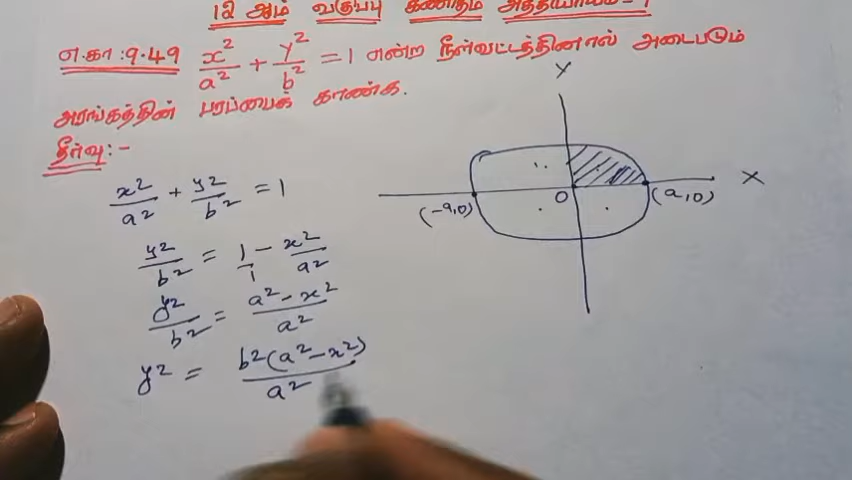 12 ஆம் வகுப்பு கணிதம் அத்தியாயம்-9
எ.கா:9.49 x²/a² + y²/b² = 1 என்ற நீள்வட்டத்தினால் அடைபடும்
அரங்கத்தின் பரப்பைக் காண்க.
தீர்வு:-
x²/a² + y²/b² = 1
y²/b² = 1/1 - x²/a²
y²/b² = a²-x²/a²
y² = b²(a²-x²)/a²
Y
X
(-a,0)
O
(a,0)